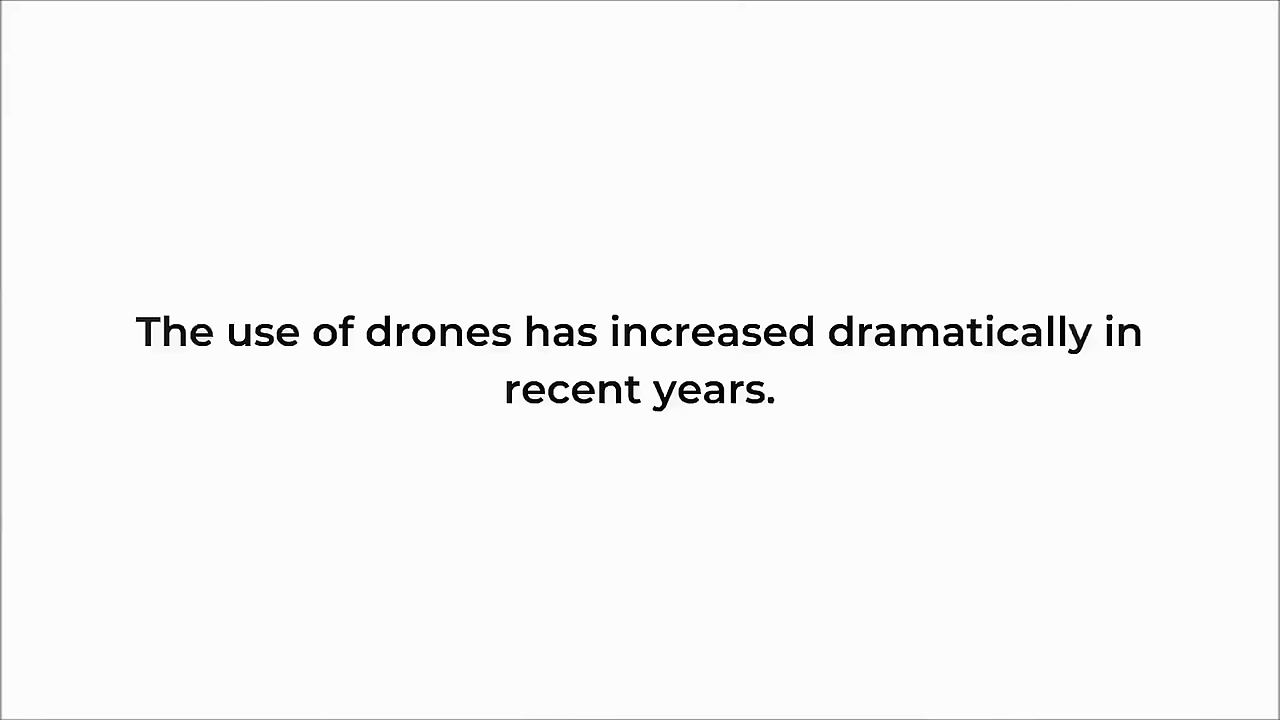 The use of drones has increased dramatically in
recent years.